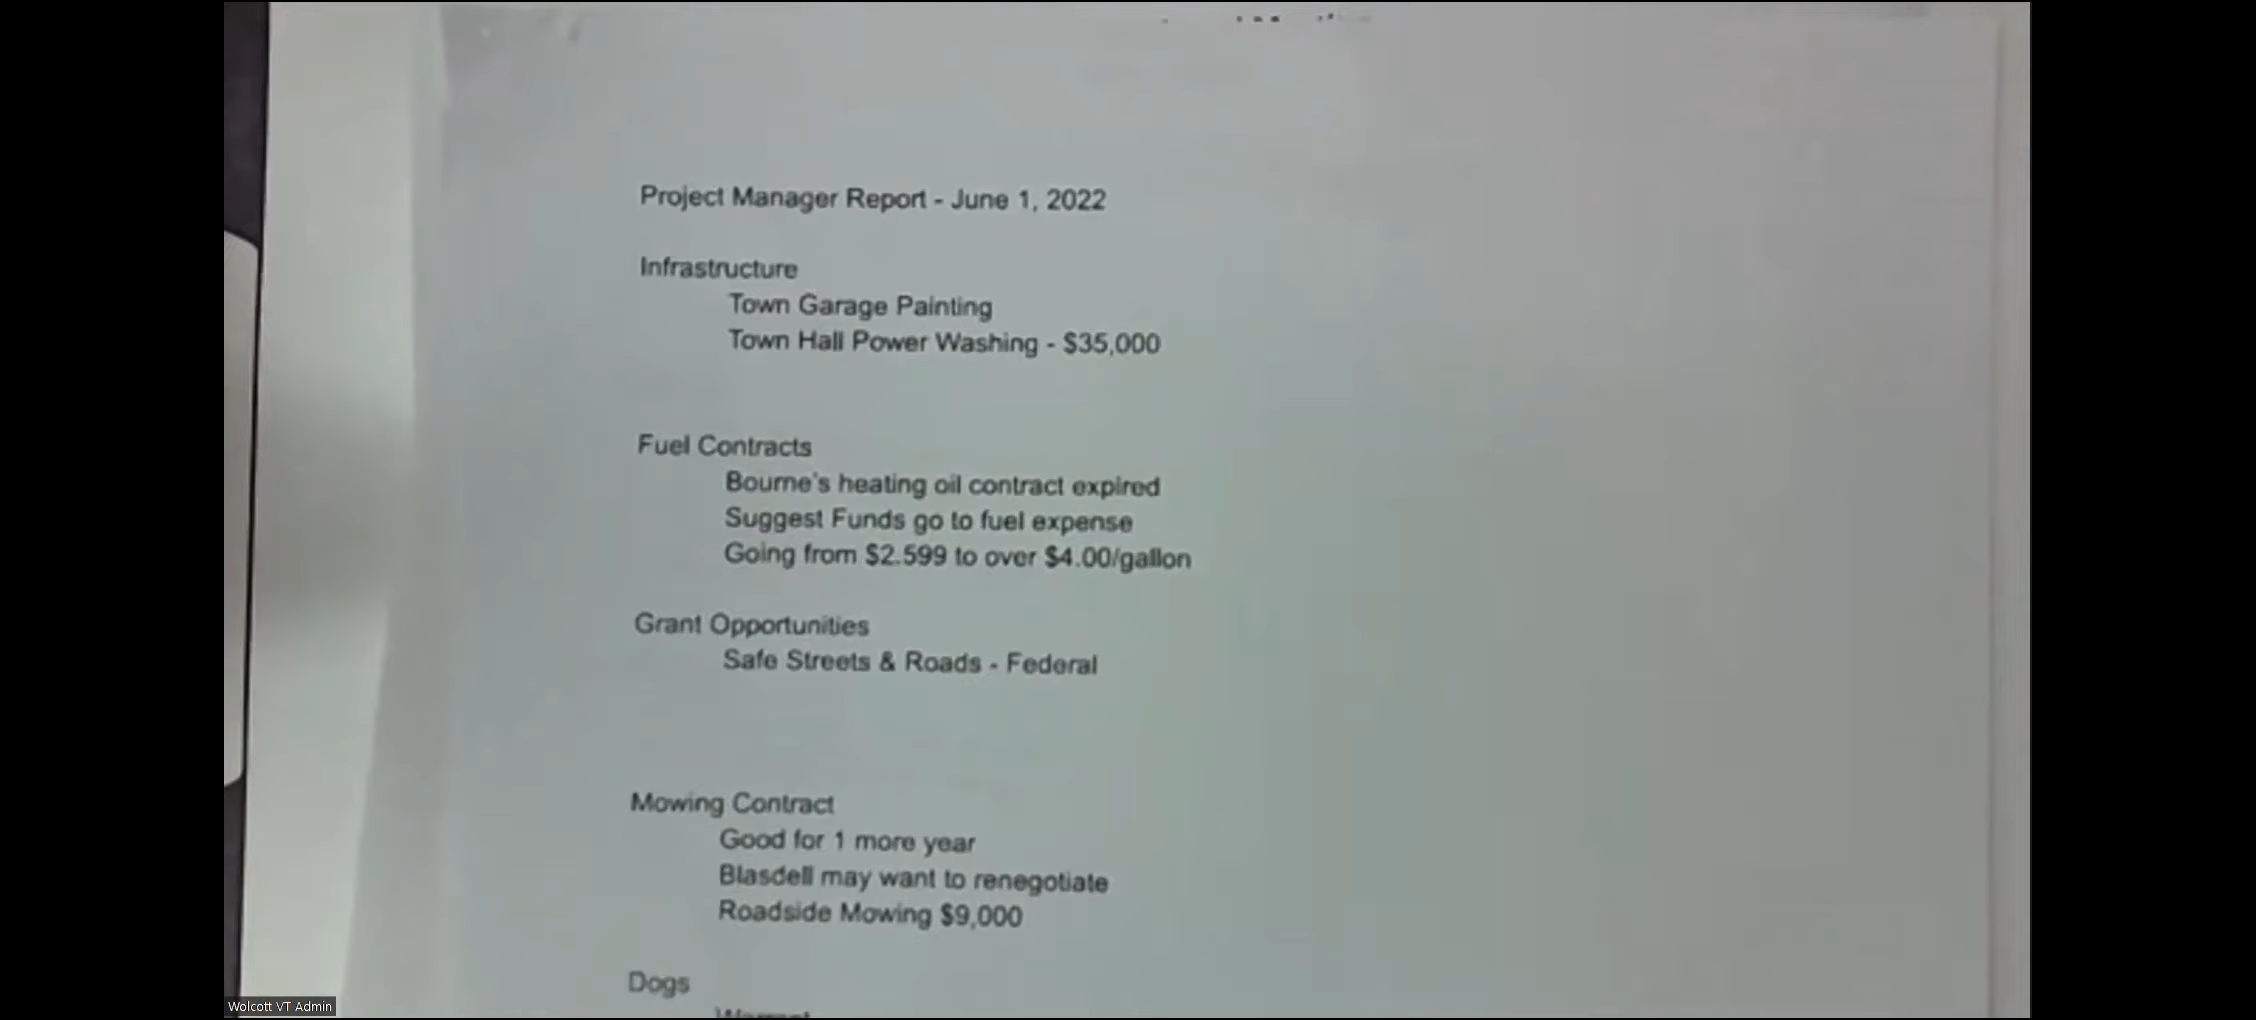 Project Manager Report - June 1, 2022
Infrastructure
Town Garage Painting
Town Hall Power Washing - $35,000
Fuel Contracts
Bourne's heating oil contract expired
Suggest Funds go to fuel expense
Going from $2.599 to over $4.00/gallon
Grant Opportunities
Safe Streets & Roads - Federal
Mowing Contract
Good for 1 more year
Blasdell may want to renegotiate
Roadside Mowing $9,000
Dogs
Wolcott VT Admin